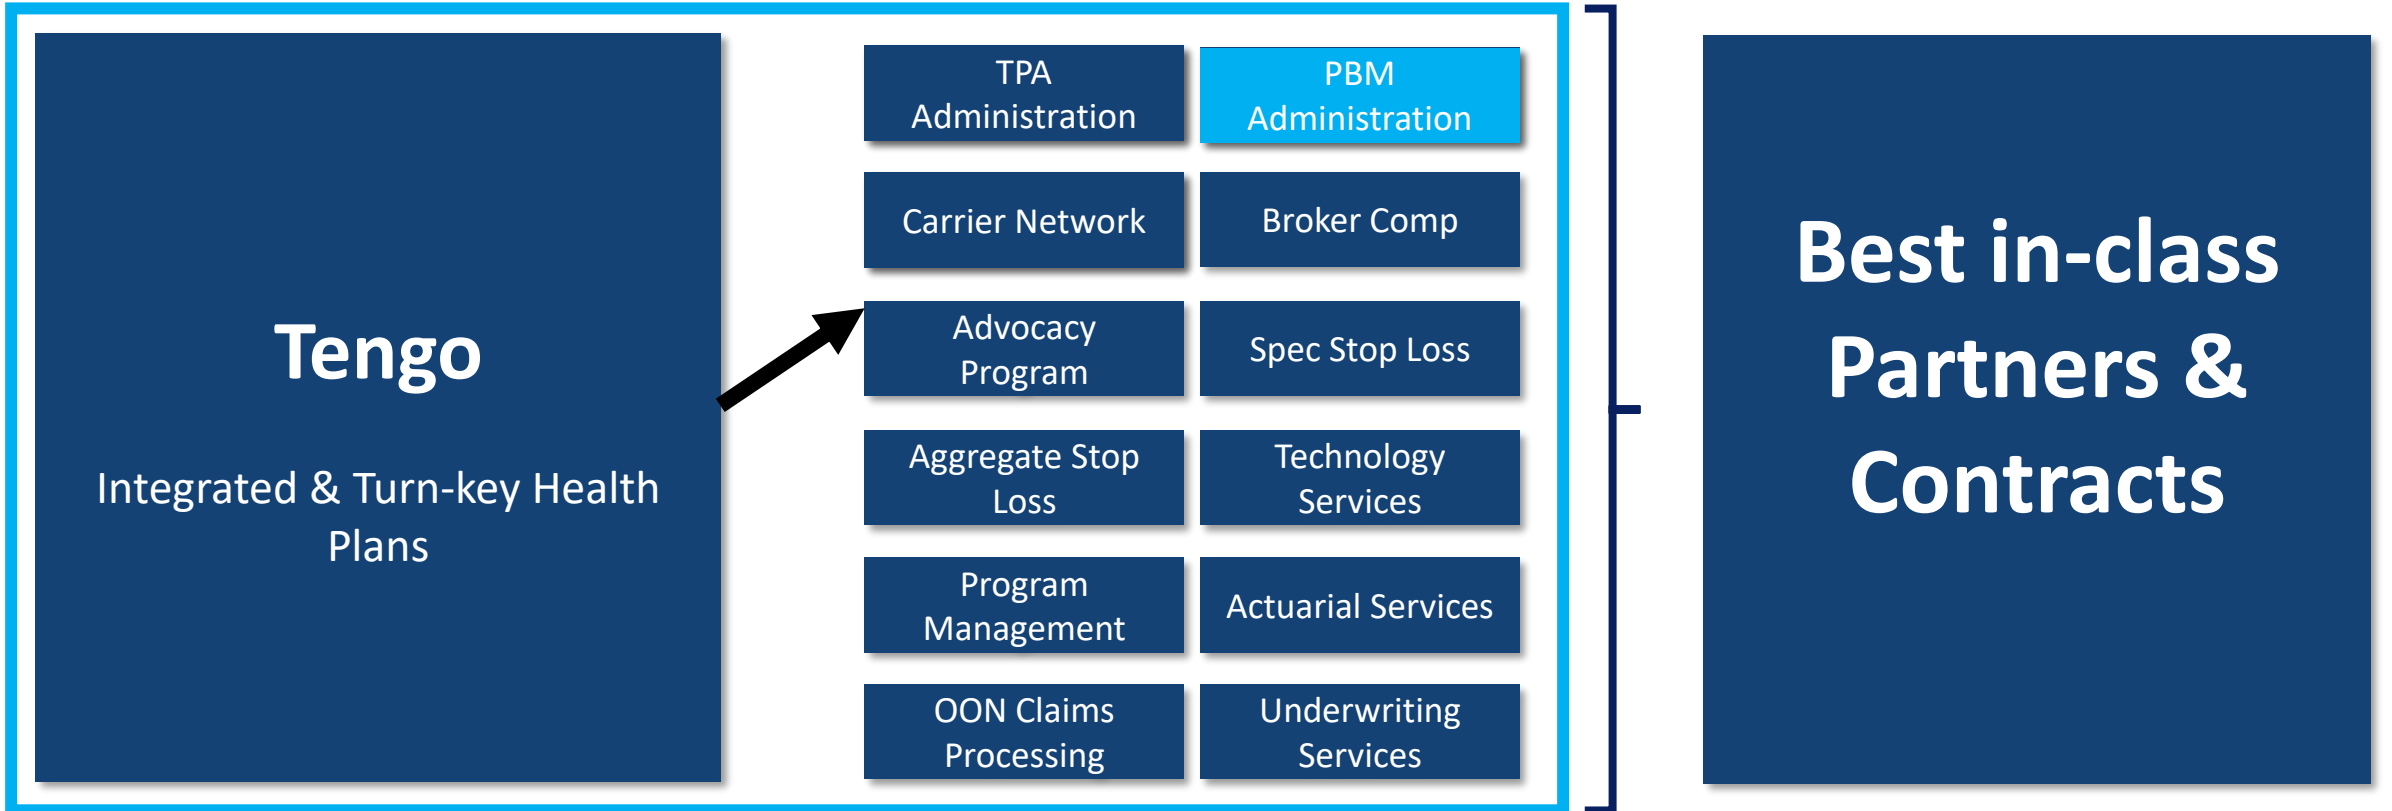 Tengo
Integrated & Turn-key Health
Plans
TPA
Administration
PBM
Administration
Carrier Network
Broker Comp
Advocacy
Program
Spec Stop Loss
Aggregate Stop
Loss
Technology
Services
Program
Management
Actuarial Services
OON Claims
Processing
Underwriting
Services
Best in-class
Partners &
Contracts